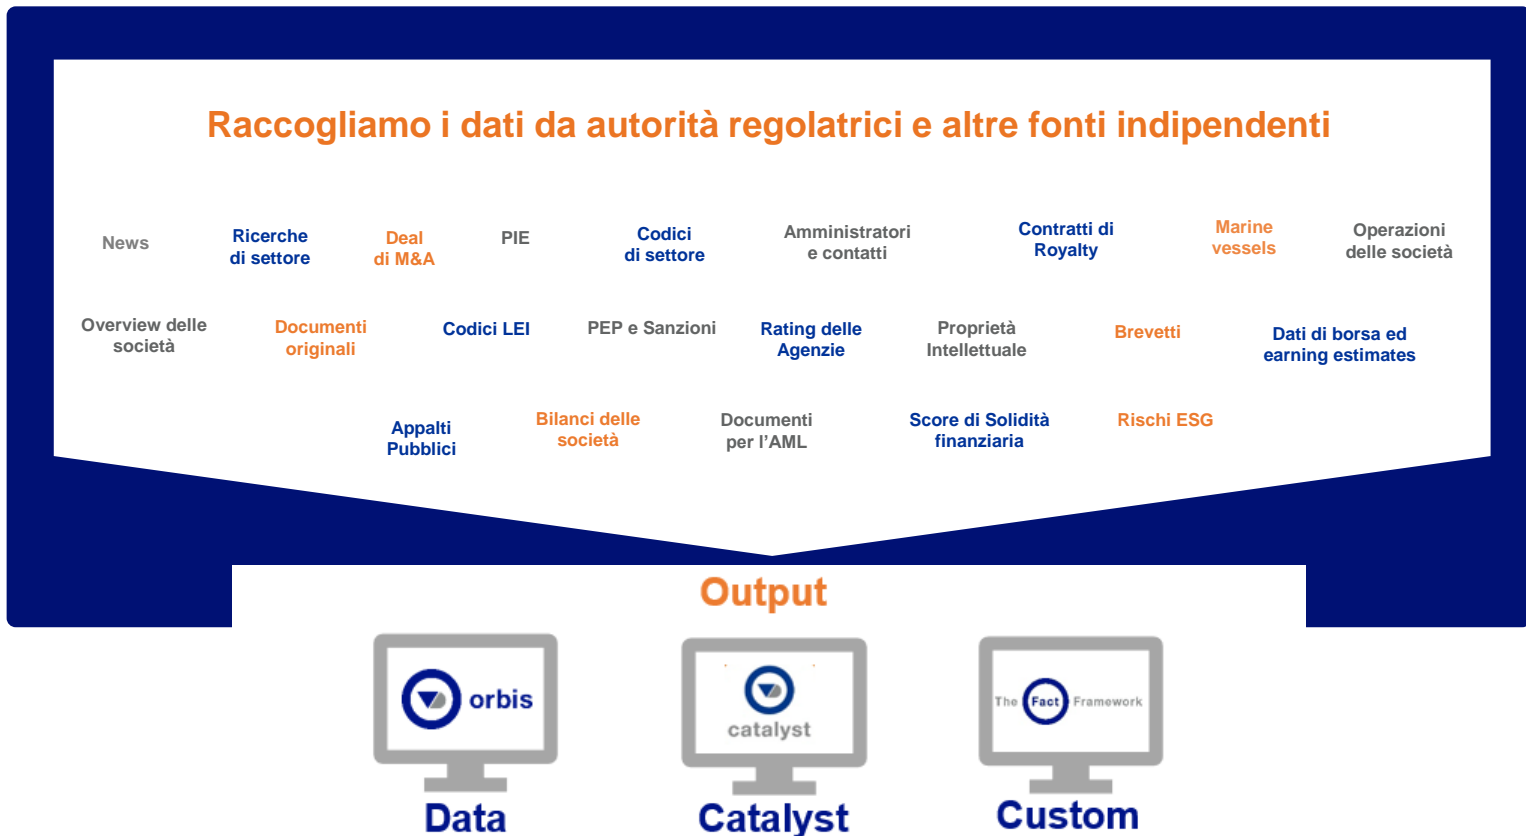 Raccogliamo i dati da autorità regolatrici e altre fonti indipendenti
News
Ricerche
di settore
Deal
di M&A
PIE
Codici
di settore
Amministratori
e contatti
Contratti di
Royalty
Marine
vessels
Operazioni
delle società
Overview delle
società
Documenti
originali
Codici LEI
PEP e Sanzioni
Rating delle
Agenzie
Proprietà
Intellettuale
Brevetti
Dati di borsa ed
earning estimates
Appalti
Pubblici
Bilanci delle
società
Documenti
per l’AML
Score di Solidità
finanziaria
Rischi ESG
Output
orbis
catalyst
The Fact Framework
Data
Catalyst
Custom